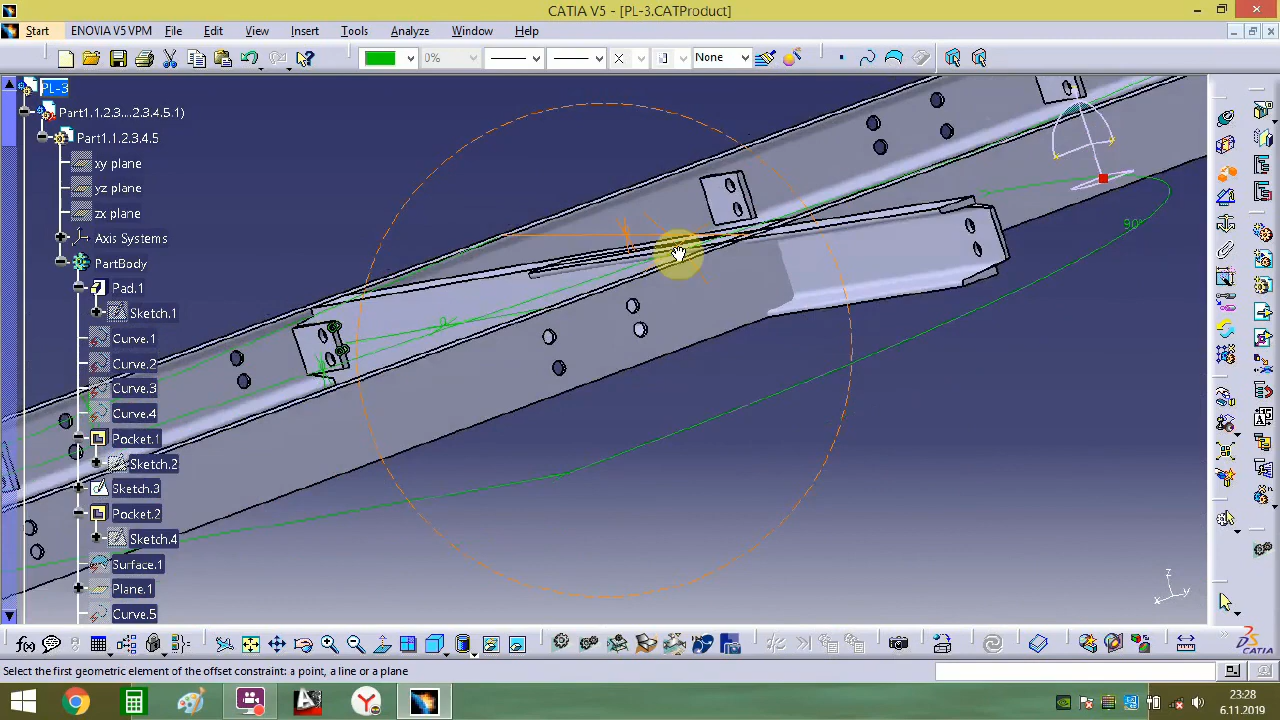 CATIA V5 - [PL-3.CATProduct]
Start ENOVIA V5 VPM File Edit View Insert Tools Analyze Window Help
0% None
PL-3
Part1.1.2.3....2.3.4.5.1)
Part1.1.2.3.4.5
xy plane
yz plane
zx plane
Axis Systems
PartBody
Pad.1
Sketch.1
Curve.1
Curve.2
Curve.3
Curve.4
Pocket.1
Sketch.2
Sketch.3
Pocket.2
Sketch.4
Surface.1
Plane.1
Curve.5
90°
z
x y
f(x)
DS
CATIA
Select the first geometric element of the offset constraint: a point, a line or a plane
23:28
6.11.2019